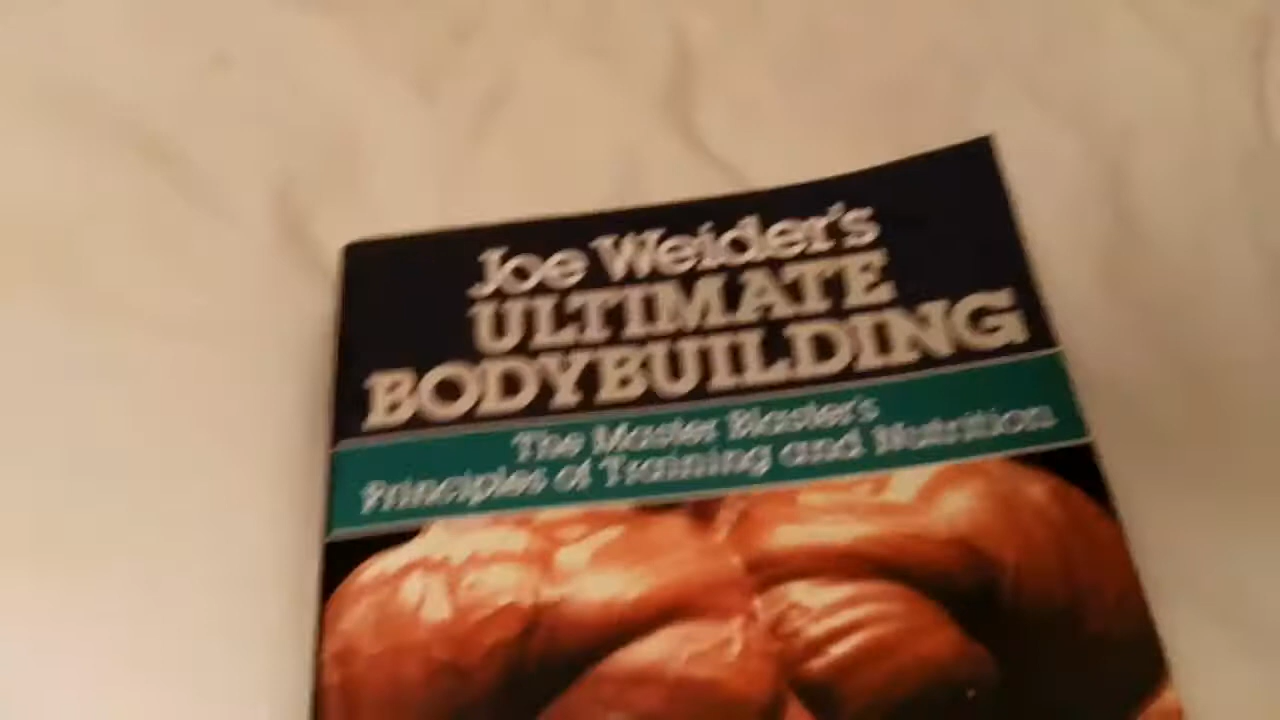 Joe Weider's
ULTIMATE
BODYBUILDING
The Master Blaster's
Principles of Training and Nutrition